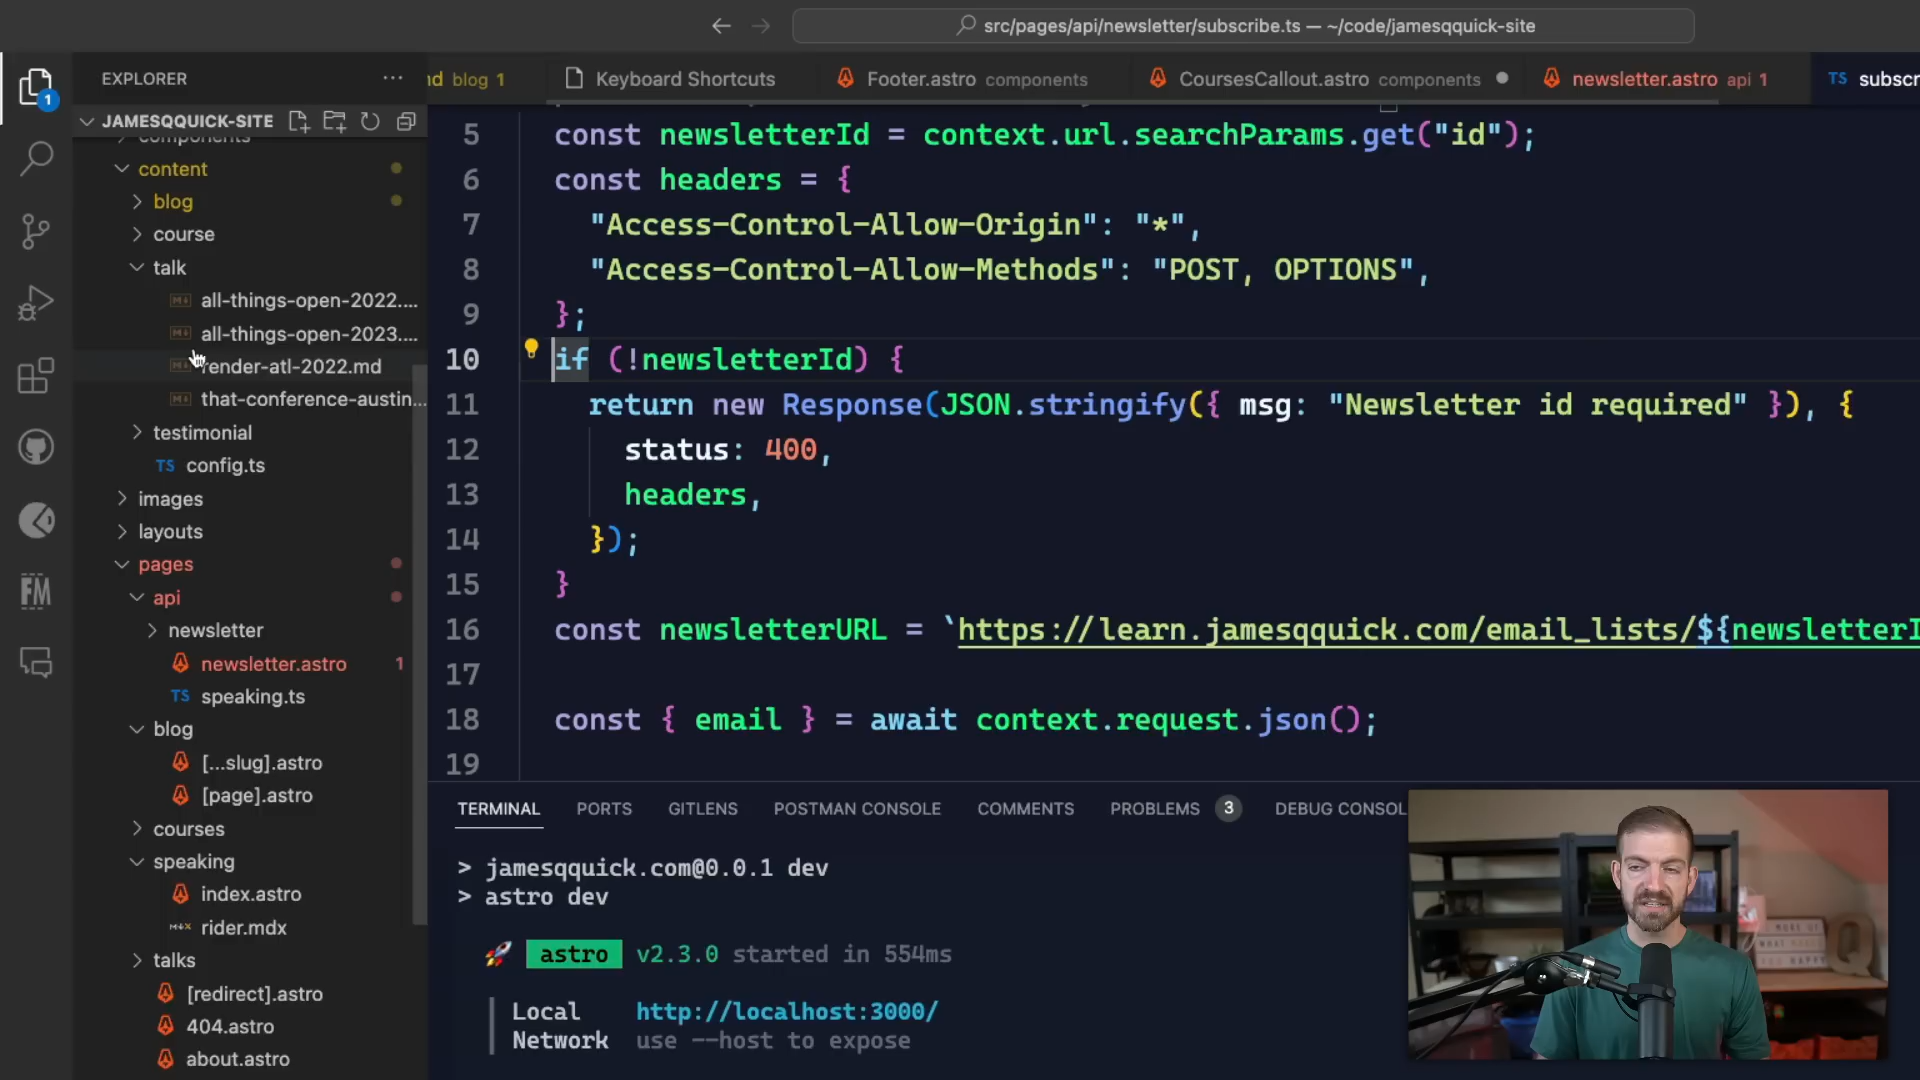 src/pages/api/newsletter/subscribe.ts — ~/code/jamesqquick-site
EXPLORER
blog 1
Keyboard Shortcuts
Footer.astro components
CoursesCallout.astro components
newsletter.astro api 1
TS subscr
JAMESQQUICK-SITE
1
components
content
blog
course
talk
all-things-open-2022....
all-things-open-2023....
render-atl-2022.md
that-conference-austin...
testimonial
TS config.ts
images
layouts
pages
api
newsletter
newsletter.astro 1
TS speaking.ts
blog
[...slug].astro
[page].astro
courses
speaking
index.astro
rider.mdx
talks
[redirect].astro
404.astro
about.astro
FM
5 const newsletterId = context.url.searchParams.get("id");
6 const headers = {
7 "Access-Control-Allow-Origin": "*",
8 "Access-Control-Allow-Methods": "POST, OPTIONS",
9 };
10 if (!newsletterId) {
11 return new Response(JSON.stringify({ msg: "Newsletter id required" }), {
12 status: 400,
13 headers,
14 });
15 }
16 const newsletterURL = `https://learn.jamesqquick.com/email_lists/${newsletterI
17
18 const { email } = await context.request.json();
19
TERMINAL PORTS GITLENS POSTMAN CONSOLE COMMENTS PROBLEMS 3 DEBUG CONSOL
> jamesqquick.com@0.0.1 dev
> astro dev
astro v2.3.0 started in 554ms
Local http://localhost:3000/
Network use --host to expose